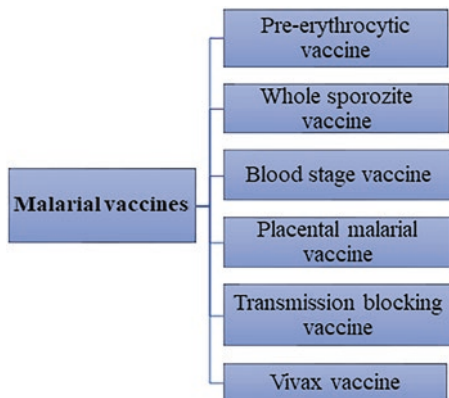 Pre-erythrocytic
vaccine
Whole sporozite
vaccine
Blood stage vaccine
Malarial vaccines
Placental malarial
vaccine
Transmission blocking
vaccine
Vivax vaccine